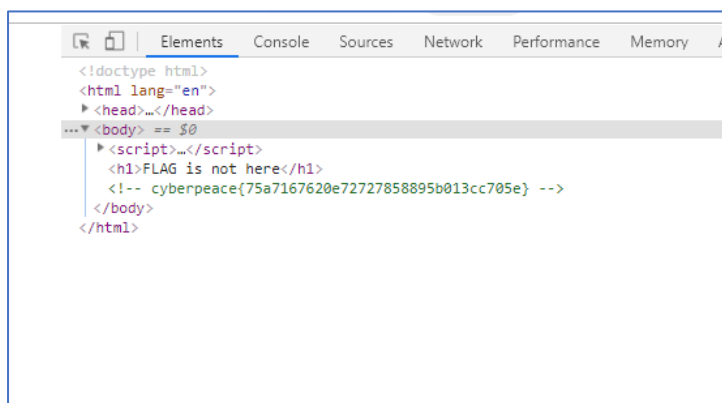 Elements Console Sources Network Performance Memory
<!doctype html>
<html lang="en">
▶ <head>…</head>
…▼ <body> == $0
▶ <script>…</script>
<h1>FLAG is not here</h1>
<!-- cyberpeace{75a7167620e72727858895b013cc705e} -->
</body>
</html>